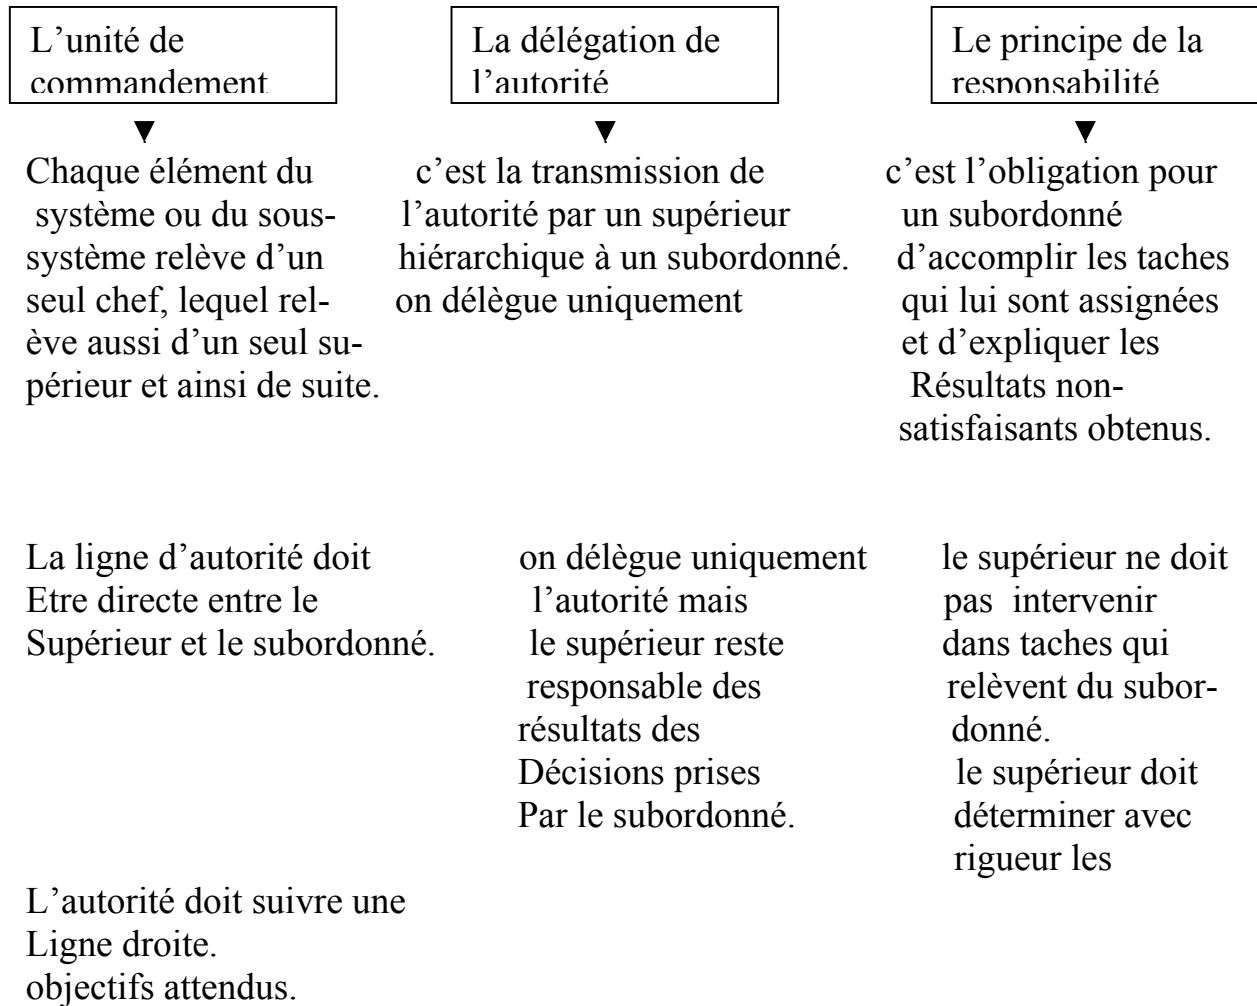 L’unité de
commandement
La délégation de
l’autorité
Le principe de la
responsabilité
Chaque élément du
système ou du sous-
système relève d’un
seul chef, lequel rel-
ève aussi d’un seul su-
périeur et ainsi de suite.
c’est la transmission de
l’autorité par un supérieur
hiérarchique à un subordonné.
on délègue uniquement
c’est l’obligation pour
un subordonné
d’accomplir les taches
qui lui sont assignées
et d’expliquer les
Résultats non-
satisfaisants obtenus.
La ligne d’autorité doit
Etre directe entre le
Supérieur et le subordonné.
on délègue uniquement
l’autorité mais
le supérieur reste
responsable des
résultats des
Décisions prises
Par le subordonné.
le supérieur ne doit
pas intervenir
dans taches qui
relèvent du subor-
donné.
le supérieur doit
déterminer avec
rigueur les
L’autorité doit suivre une
Ligne droite.
objectifs attendus.